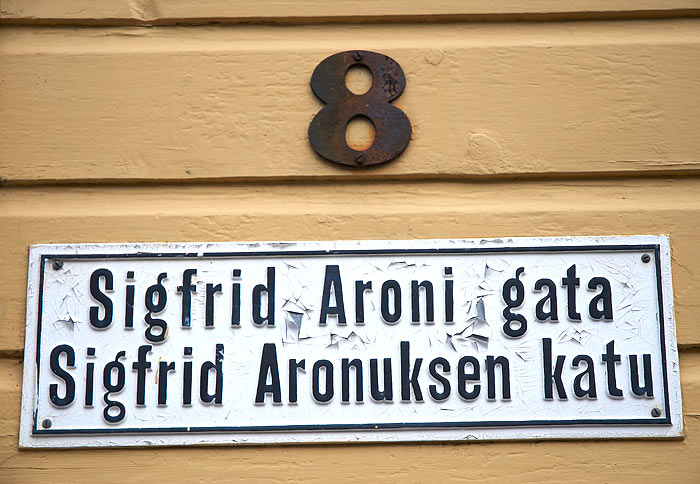 8
Sigfrid Aroni gata
Sigfrid Aronuksen katu